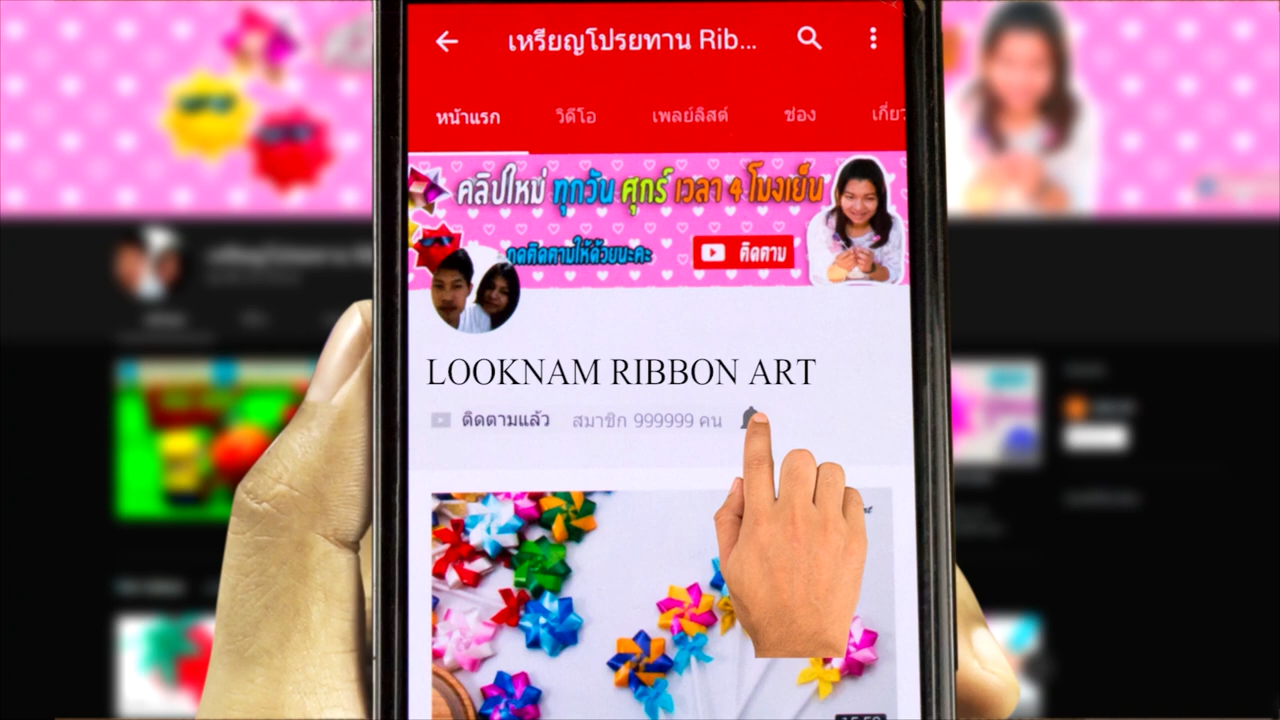 เหรียญโปรยทาน Rib...
หน้าแรก วิดีโอ เพลย์ลิสต์ ช่อง เกี่ยว
คลิปใหม่ ทุกวัน ศุกร์ เวลา 4 โมงเย็น
กดติดตามให้ด้วยนะคะ ติดตาม
LOOKNAM RIBBON ART
ติดตามแล้ว สมาชิก 999999 คน